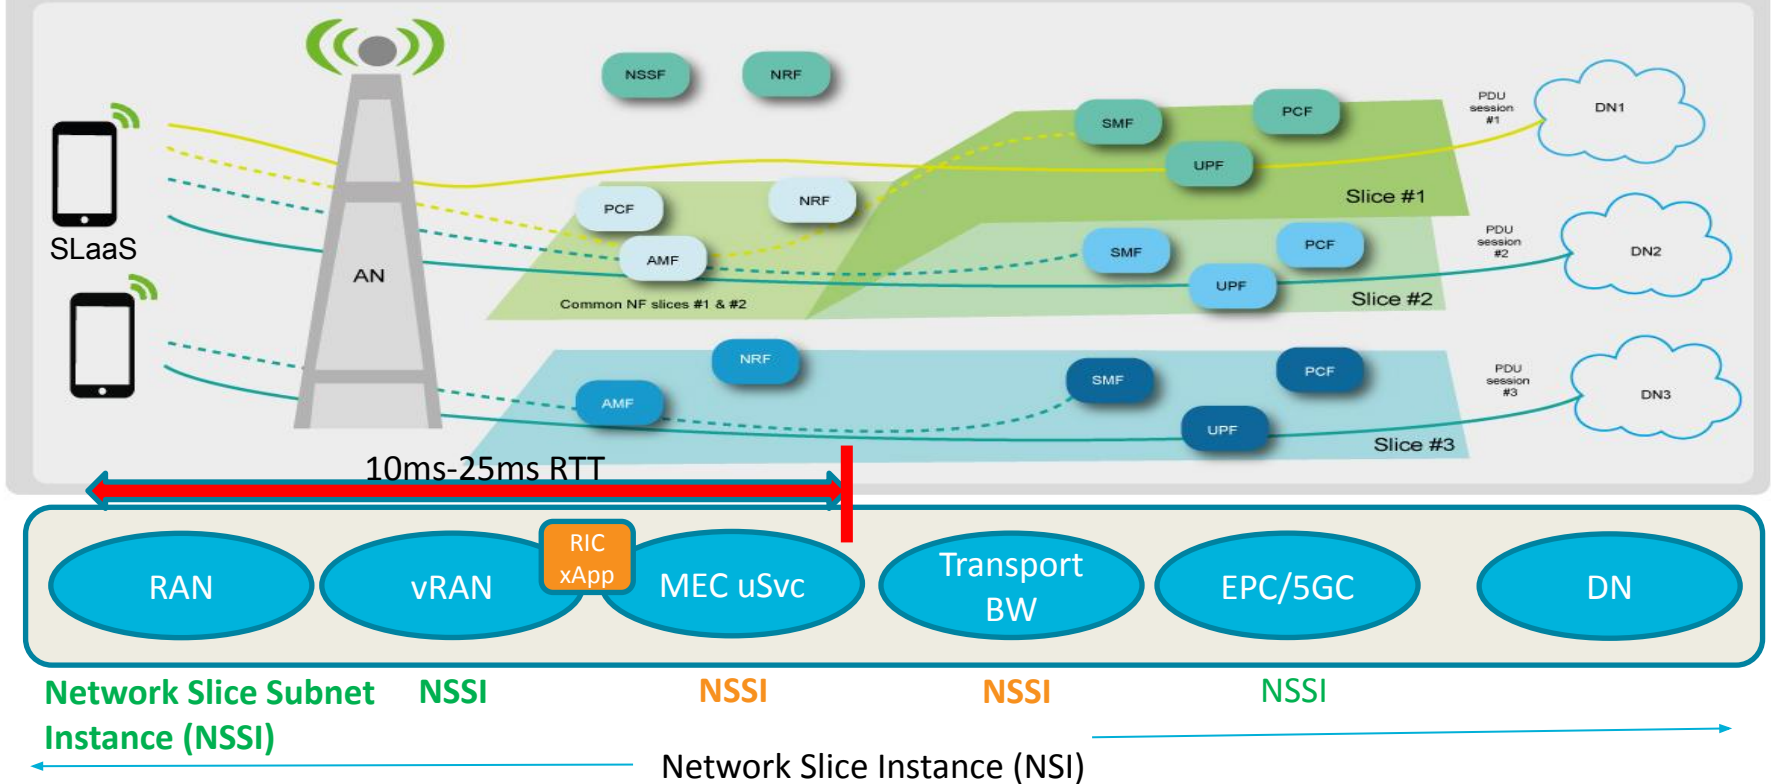 NSSF
NRF
SMF
PCF
UPF
PDU
session
#1
DN1
Slice #1
PCF
NRF
AMF
Common NF slices #1 & #2
SLaaS
AN
SMF
PCF
UPF
PDU
session
#2
DN2
Slice #2
NRF
AMF
SMF
PCF
UPF
PDU
session
#3
DN3
Slice #3
10ms-25ms RTT
RAN
vRAN
RIC
xApp
MEC uSvc
Transport
BW
EPC/5GC
DN
Network Slice Subnet
Instance (NSSI)
NSSI
NSSI
NSSI
NSSI
Network Slice Instance (NSI)